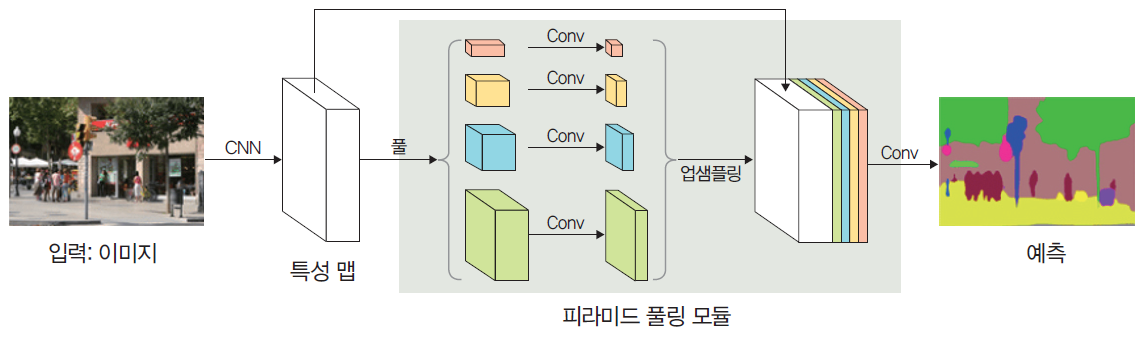 입력: 이미지
CNN
특성 맵
풀
Conv
Conv
Conv
Conv
업샘플링
피라미드 풀링 모듈
Conv
예측